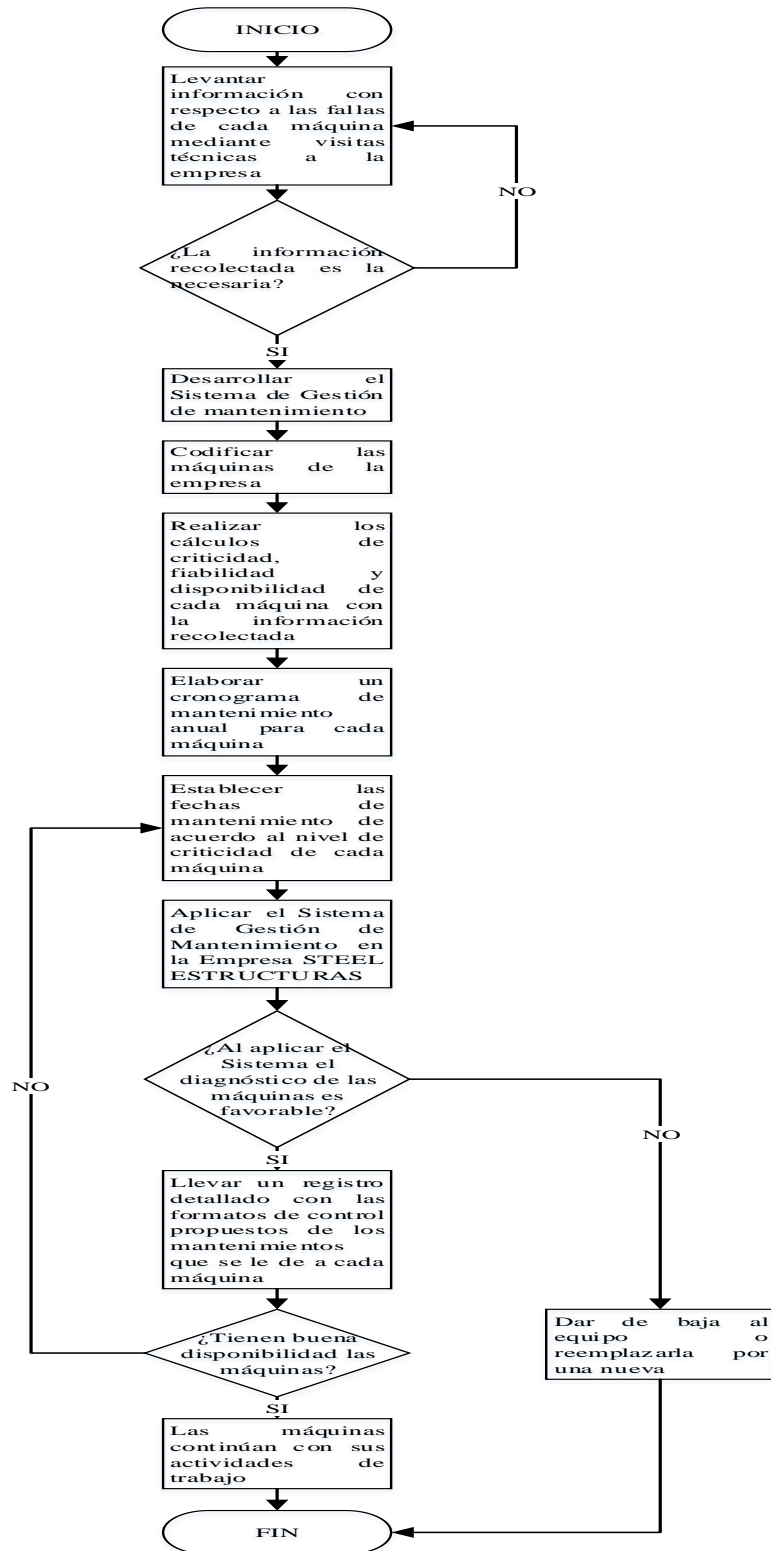 INICIO
Levantar
información con
respecto a las fallas
de cada máquina
mediante visitas
técnicas a la
empresa
NO
¿La información
recolectada es la
necesaria?
SI
Desarrollar el
Sistema de Gestión
de mantenimiento
Codificar las
máquinas de la
empresa
Realizar los
cálculos de
criticidad,
fiabilidad y
disponibilidad de
cada máquina con
la información
recolectada
Elaborar un
cronograma de
mantenimiento
anual para cada
máquina
Establecer las
fechas de
mantenimiento de
acuerdo al nivel de
criticidad de cada
máquina
Aplicar el Sistema
de Gestión de
Mantenimiento en
la Empresa STEEL
ESTRUCTURAS
¿Al aplicar el
Sistema el
diagnóstico de las
máquinas es
favorable?
NO
NO
SI
Llevar un registro
detallado con las
formatos de control
propuestos de los
mantenimientos
que se le de a cada
máquina
¿Tienen buena
disponibilidad las
máquinas?
Dar de baja al
equipo o
reemplazarla por
una nueva
SI
Las máquinas
continúan con sus
actividades de
trabajo
FIN